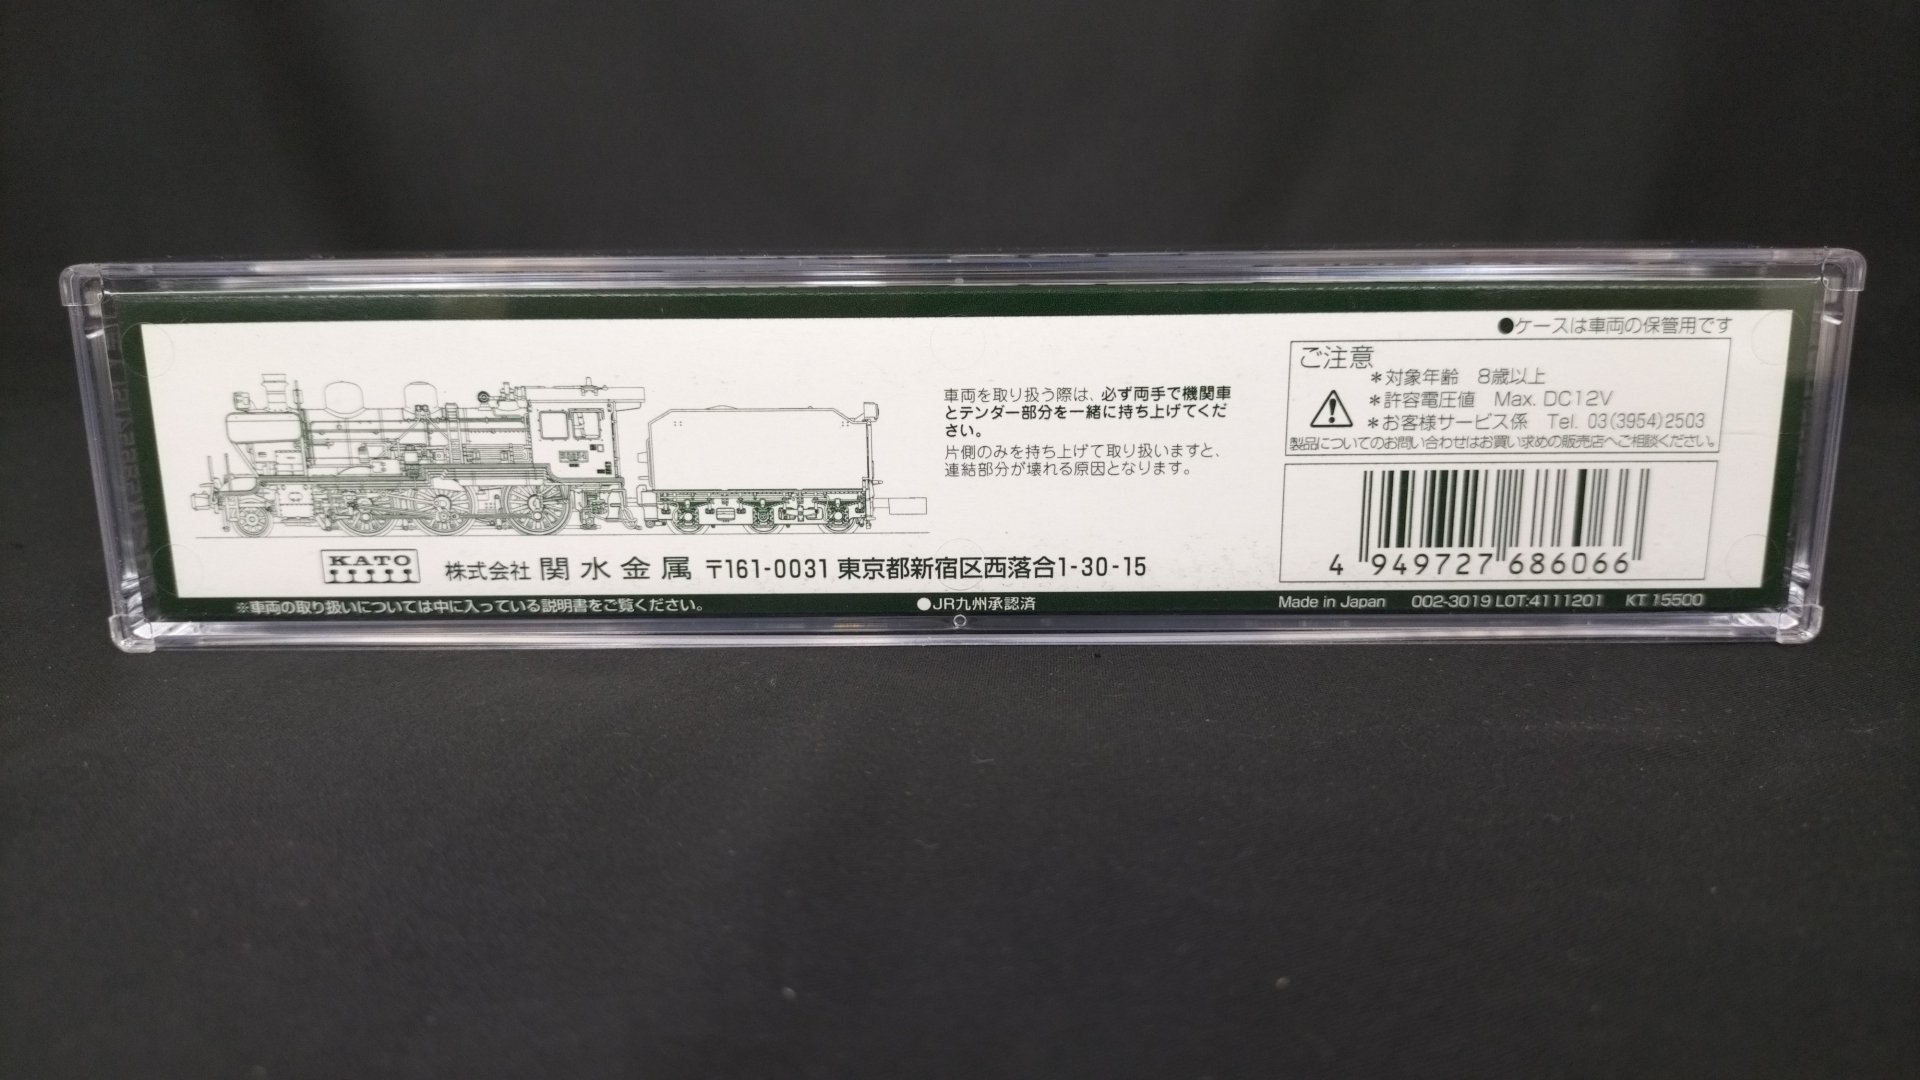 ●ケースは車両の保管用です
ご注意
＊対象年齢 8歳以上
＊許容電圧値 Max. DC12V
＊お客様サービス係 Tel. 03(3954)2503
製品についてのお問い合わせはお買い求めの販売店へご相談ください。
車両を取り扱う際は、必ず両手で機関車
とテンダー部分を一緒に持ち上げてくだ
さい。
片側のみを持ち上げて取り扱いますと、
連結部分が壊れる原因となります。
4 949727 686066
KATO
株式会社 関水金属 〒161-0031 東京都新宿区西落合1-30-15
※車両の取り扱いについては中に入っている説明書をご覧ください。
●JR九州承認済
Made in Japan 002-3019 LOT:4111201 KT 15500